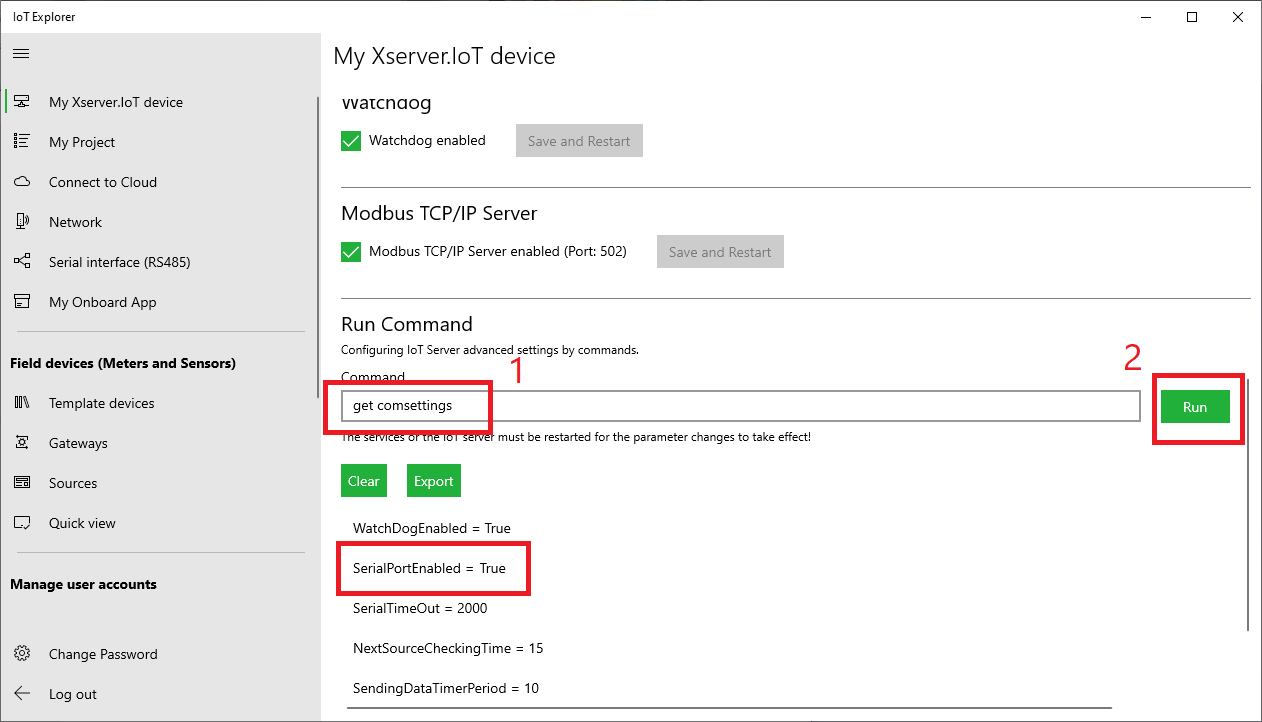 IoT Explorer
My Xserver.IoT device
My Project
Connect to Cloud
Network
Serial interface (RS485)
My Onboard App
Field devices (Meters and Sensors)
Template devices
Gateways
Sources
Quick view
Manage user accounts
Change Password
Log out
My Xserver.IoT device
Watchdog
Watchdog enabled
Save and Restart
Modbus TCP/IP Server
Modbus TCP/IP Server enabled (Port: 502)
Save and Restart
Run Command
Configuring IoT Server advanced settings by commands.
1
2
Command
get comsettings
Run
The services or the IoT server must be restarted for the parameter changes to take effect!
Clear
Export
WatchDogEnabled = True
SerialPortEnabled = True
SerialTimeOut = 2000
NextSourceCheckingTime = 15
SendingDataTimerPeriod = 10